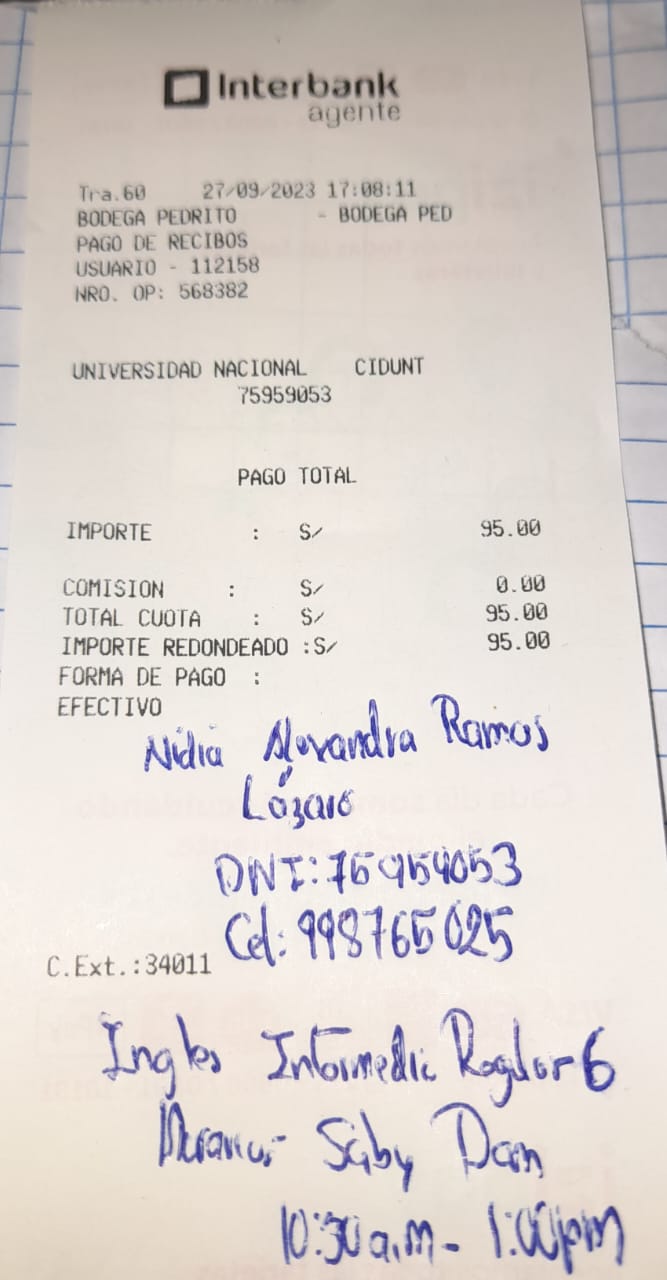 Interbank
agente
Tra.60 27/09/2023 17:08:11
BODEGA PEDRITO - BODEGA PED
PAGO DE RECIBOS
USUARIO - 112158
NRO. OP: 568382
UNIVERSIDAD NACIONAL CIDUNT
75959053
PAGO TOTAL
IMPORTE : S/ 95.00
COMISION : S/ 0.00
TOTAL CUOTA : S/ 95.00
IMPORTE REDONDEADO :S/ 95.00
FORMA DE PAGO :
EFECTIVO
Nidia Alexandra Ramos
Lázaro
DNI: 75959053
Cel: 998765025
C.Ext.:34011
Ingles Intermedio Regular 6
Sáby Dam
10:30 a.m - 1:00pm